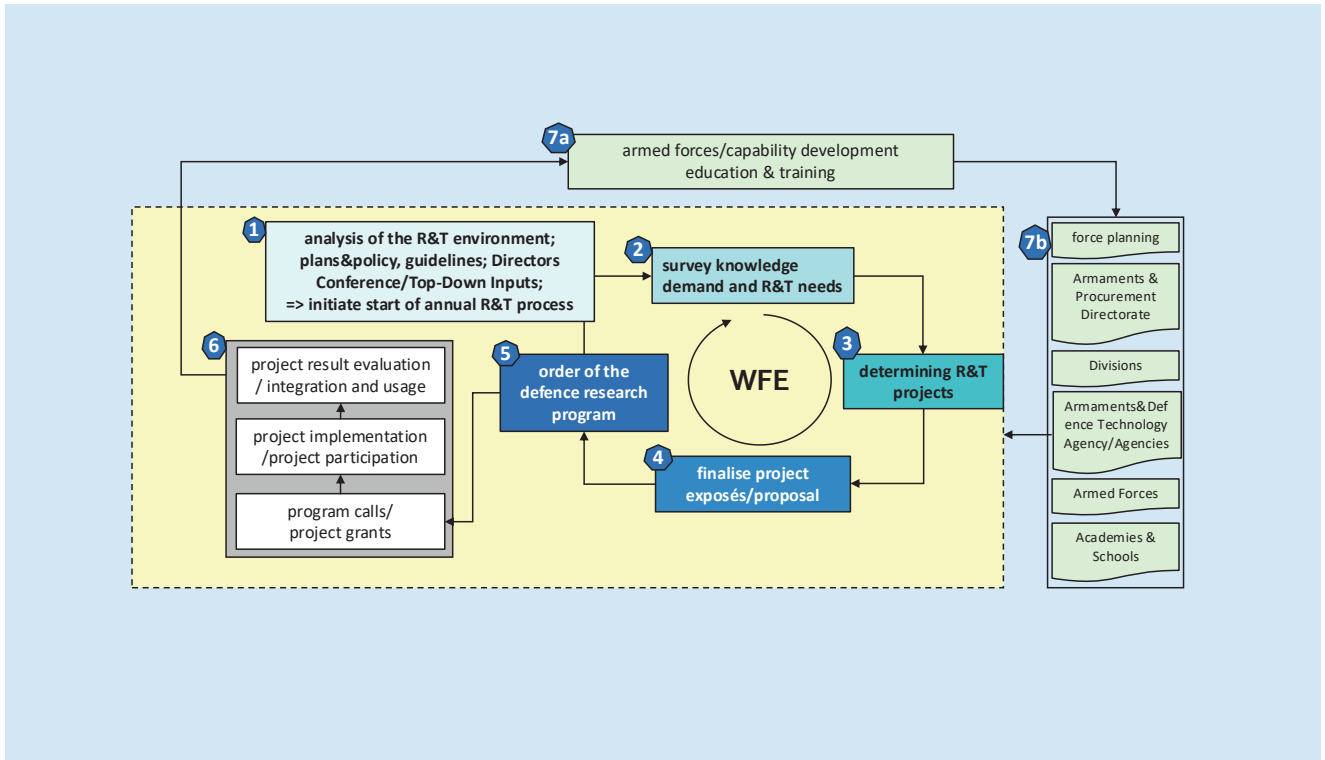 7a
armed forces/capability development
education & training
1
analysis of the R&T environment;
plans&policy, guidelines; Directors
Conference/Top-Down Inputs;
=> initiate start of annual R&T process
2
survey knowledge
demand and R&T needs
3
determining R&T
projects
WFE
4
finalise project
exposés/proposal
5
order of the
defence research
program
6
project result evaluation
/ integration and usage
project implementation
/project participation
program calls/
project grants
7b
force planning
Armaments &
Procurement
Directorate
Divisions
Armaments&Def
ence Technology
Agency/Agencies
Armed Forces
Academies &
Schools